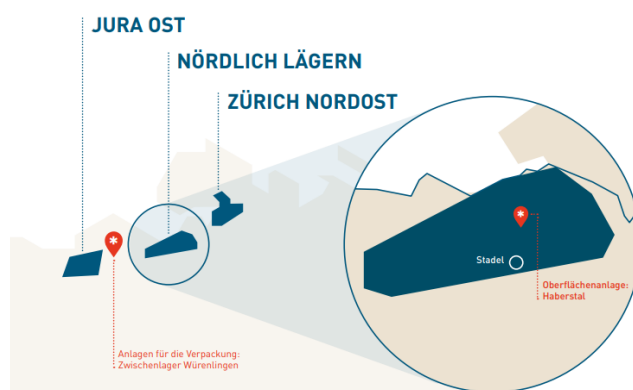 JURA OST
NÖRDLICH LÄGERN
ZÜRICH NORDOST
Stadel
Oberflächenanlage:
Haberstal
Anlagen für die Verpackung:
Zwischenlager Würenlingen